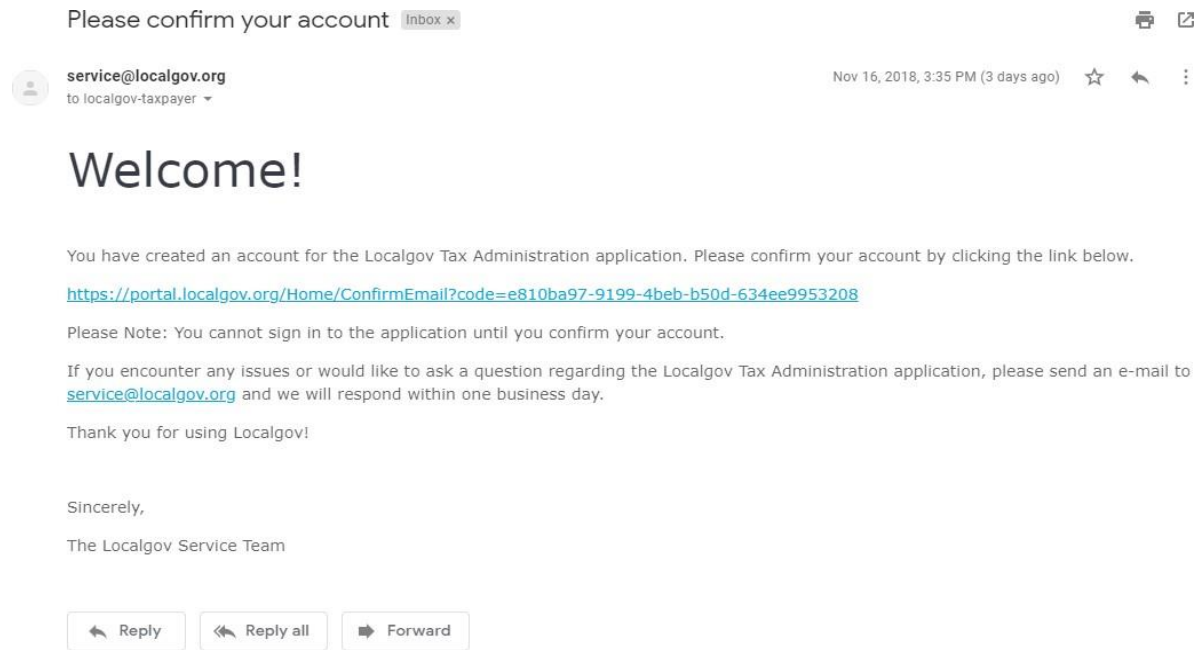 Please confirm your account Inbox x
service@localgov.org Nov 16, 2018, 3:35 PM (3 days ago)
to localgov-taxpayer
Welcome!
You have created an account for the Localgov Tax Administration application. Please confirm your account by clicking the link below.
https://portal.localgov.org/Home/ConfirmEmail?code=e810ba97-9199-4beb-b50d-634ee9953208
Please Note: You cannot sign in to the application until you confirm your account.
If you encounter any issues or would like to ask a question regarding the Localgov Tax Administration application, please send an e-mail to
service@localgov.org and we will respond within one business day.
Thank you for using Localgov!
Sincerely,
The Localgov Service Team
Reply Reply all Forward